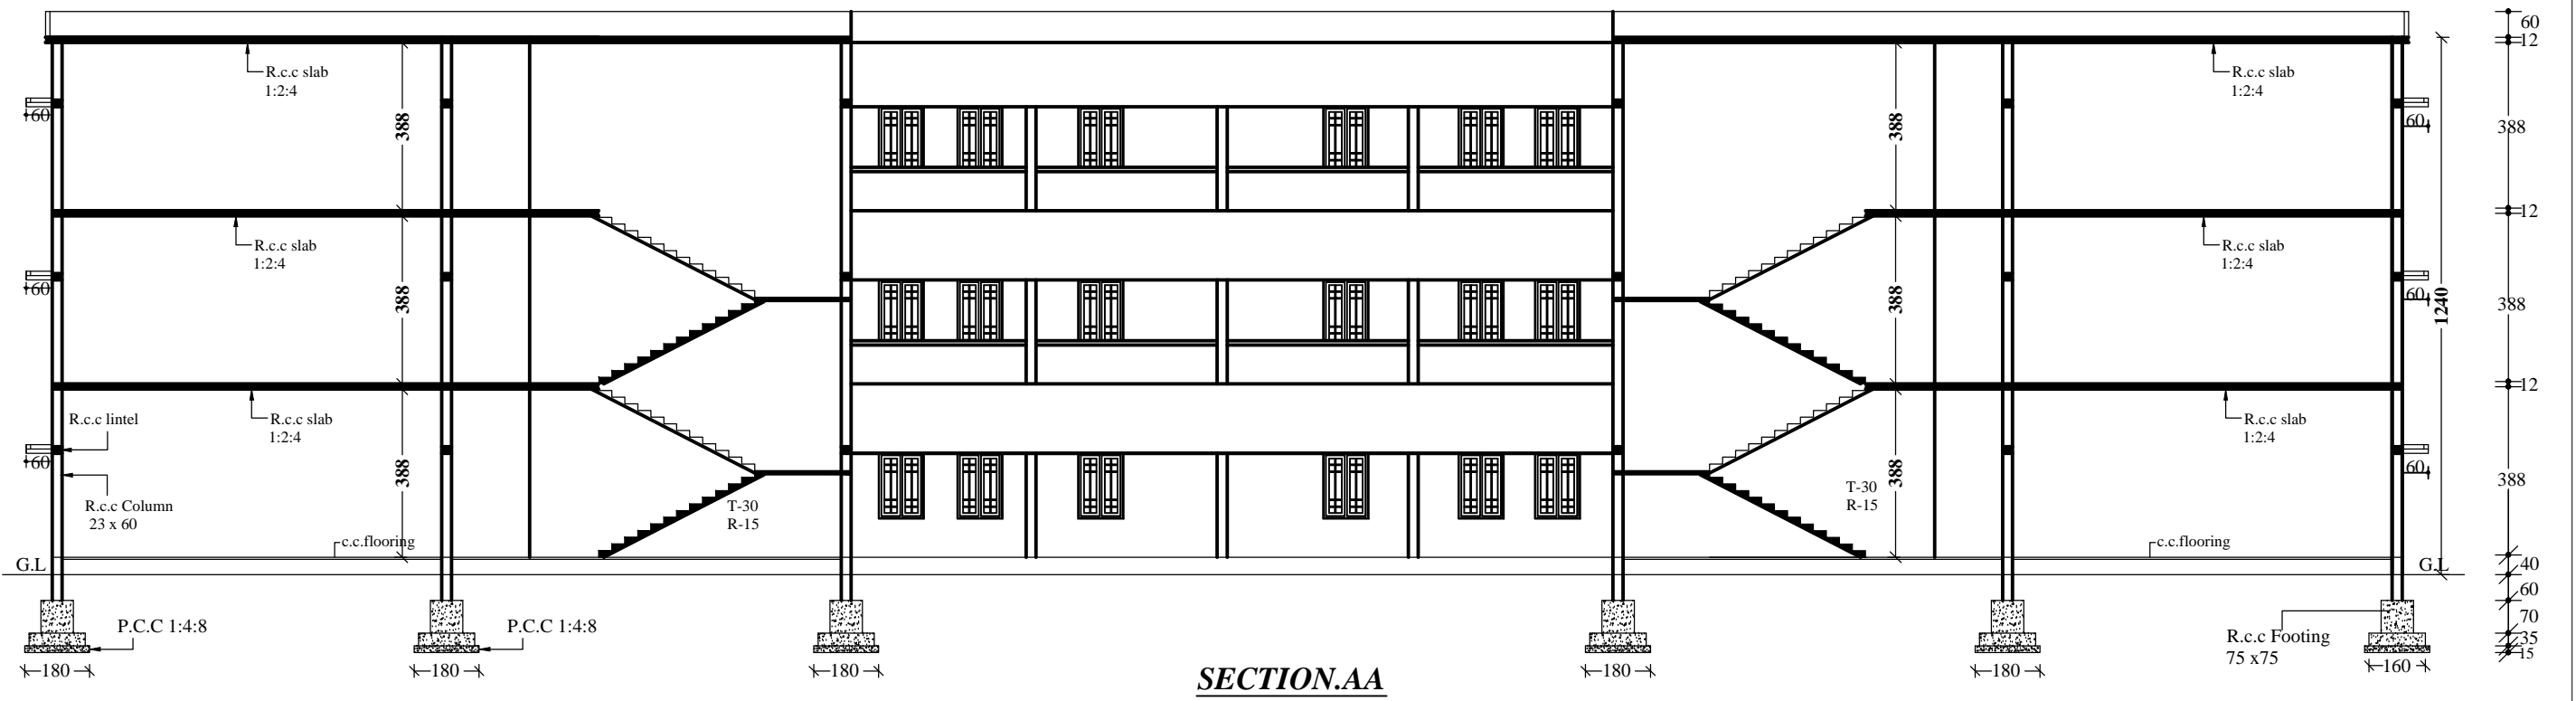 60
12
R.c.c slab
1:2:4
R.c.c slab
1:2:4
60
388
388
60
388
12
R.c.c slab
1:2:4
R.c.c slab
1:2:4
60
388
388
60
1240
388
12
R.c.c lintel
R.c.c slab
1:2:4
R.c.c slab
1:2:4
60
388
388
60
388
R.c.c Column
23 x 60
T-30
R-15
T-30
R-15
c.c.flooring
c.c.flooring
G.L
G.L
40
60
70
35
15
P.C.C 1:4:8
P.C.C 1:4:8
R.c.c Footing
75 x75
180
180
180
180
180
160
SECTION.AA